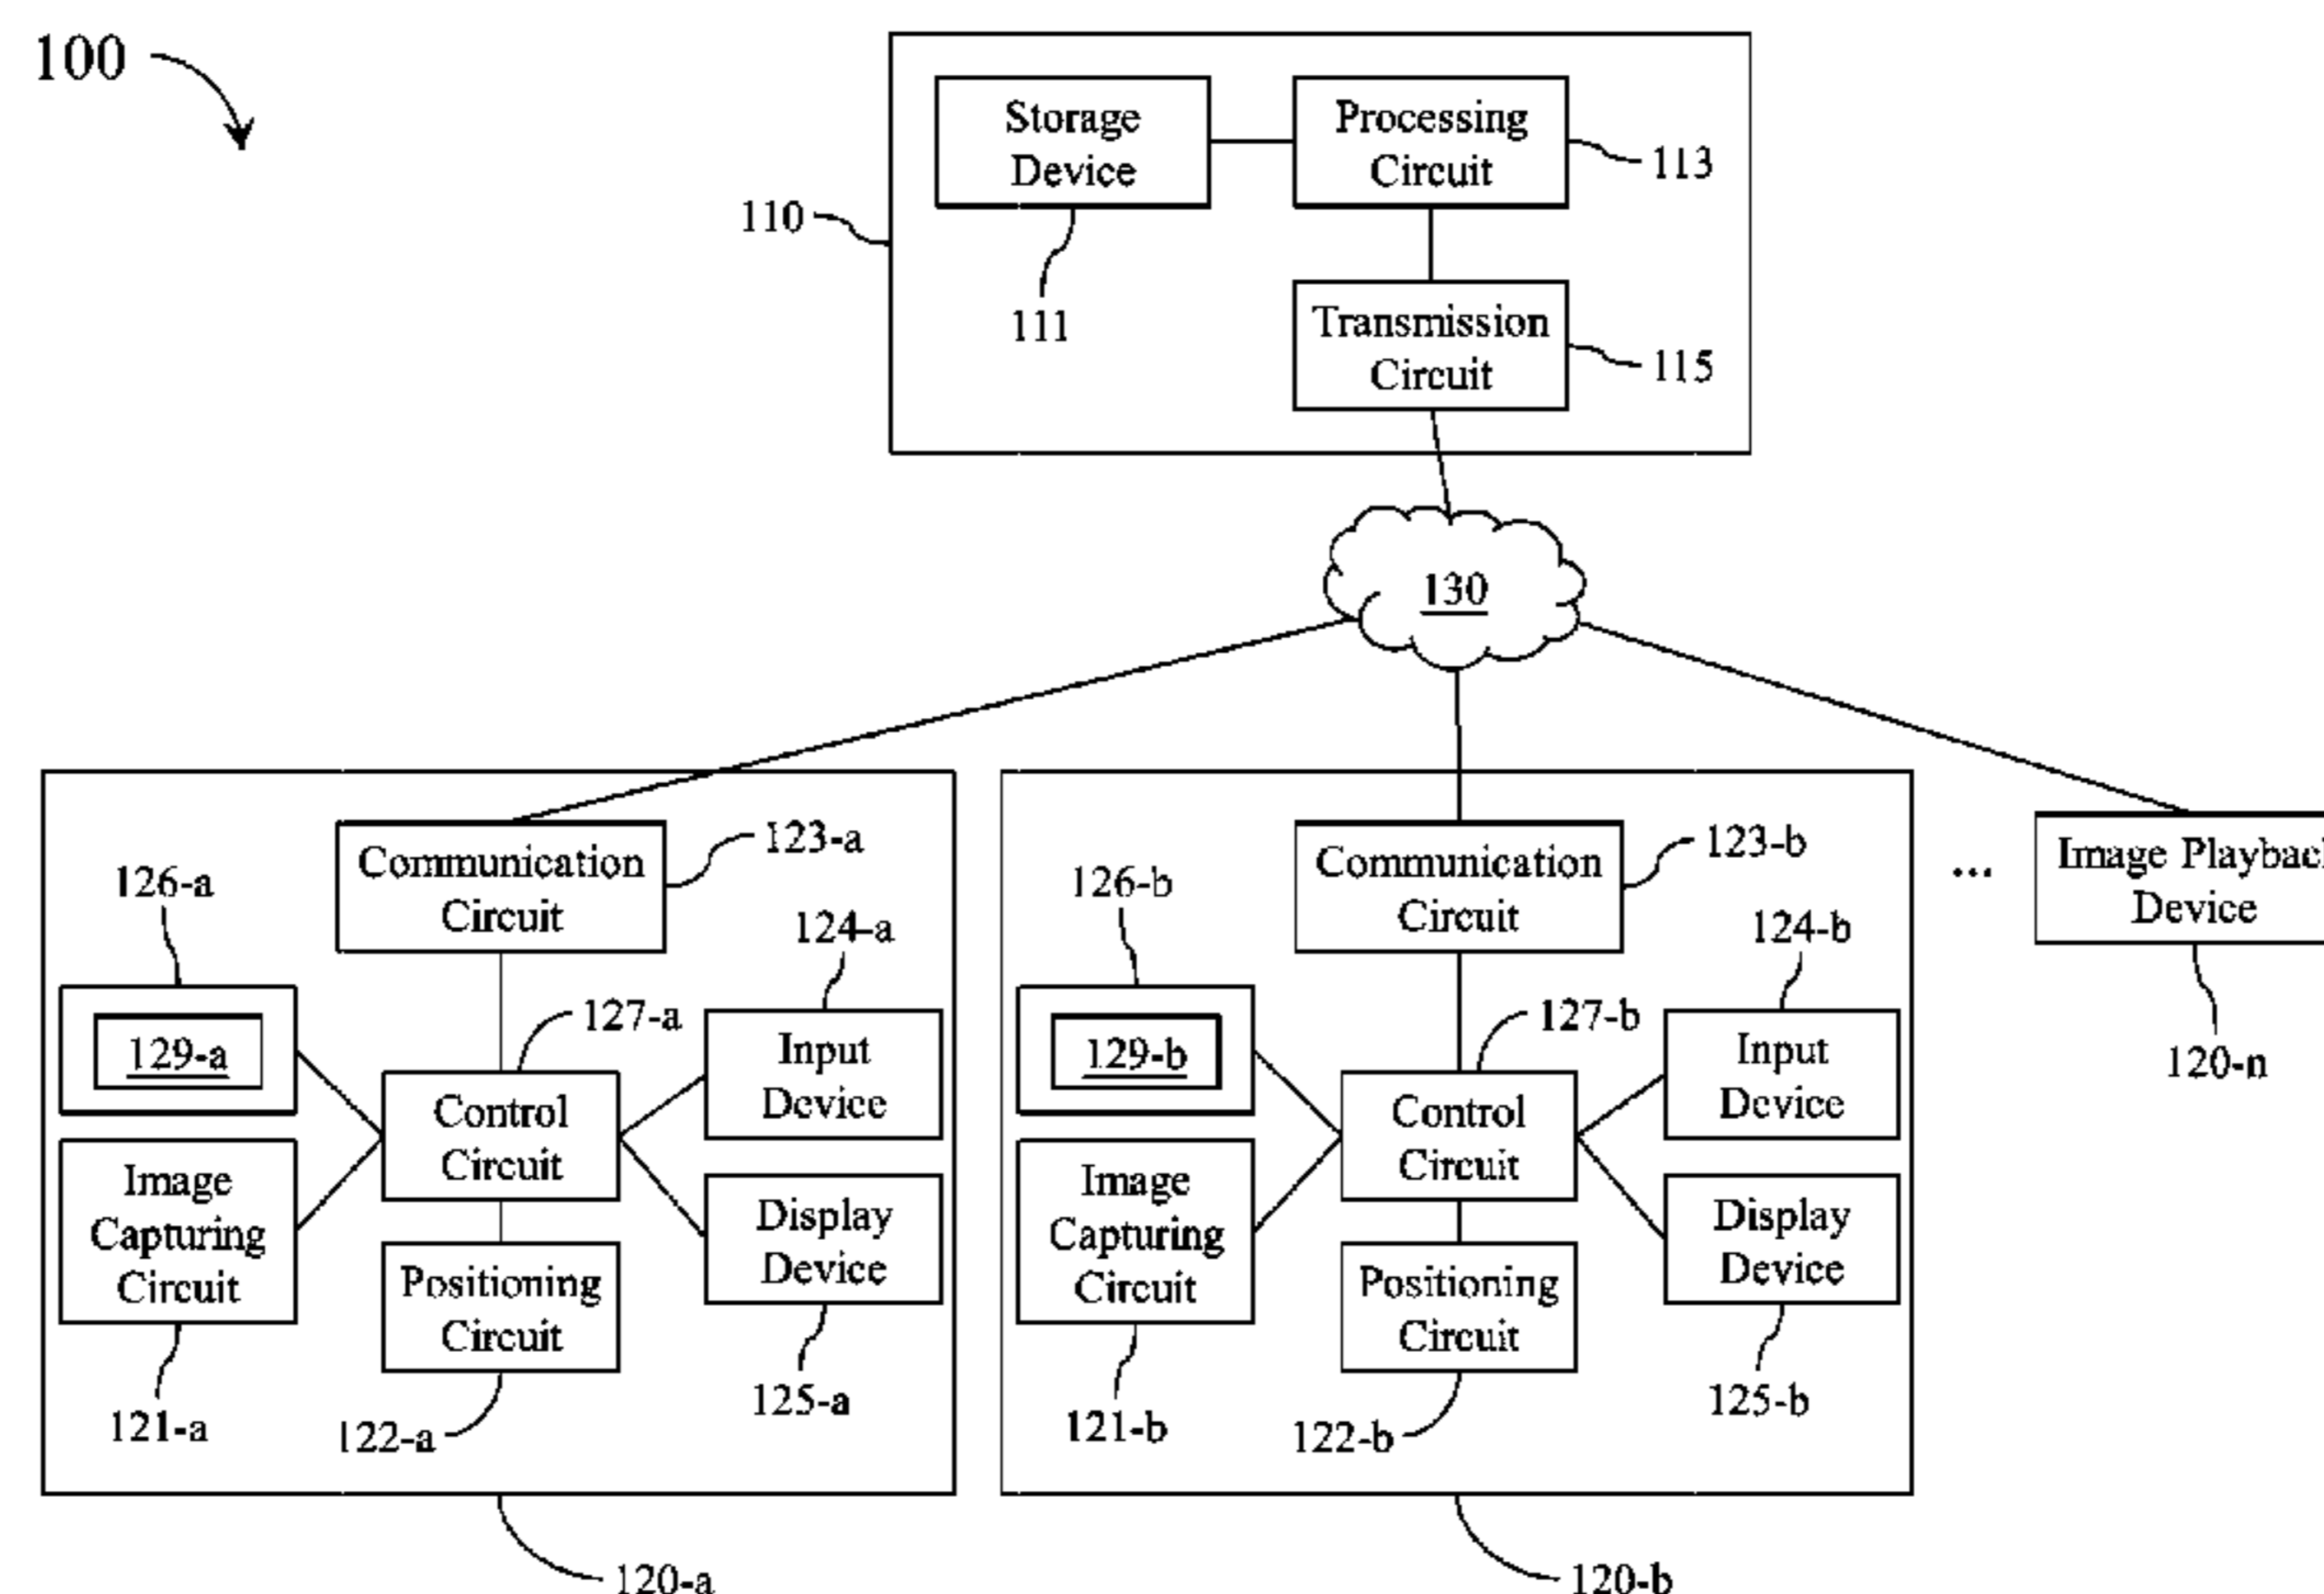 100
Storage
Device
Processing
Circuit
113
110
111
Transmission
Circuit
115
130
Communication
Circuit
123-a
126-a
124-a
129-a
127-a
Input
Device
Control
Circuit
Image
Capturing
Circuit
Display
Device
Positioning
Circuit
125-a
121-a
122-a
120-a
Communication
Circuit
123-b
126-b
124-b
129-b
127-b
Input
Device
Control
Circuit
Image
Capturing
Circuit
Display
Device
Positioning
Circuit
125-b
121-b
122-b
120-b
...
Image
Device
120-n